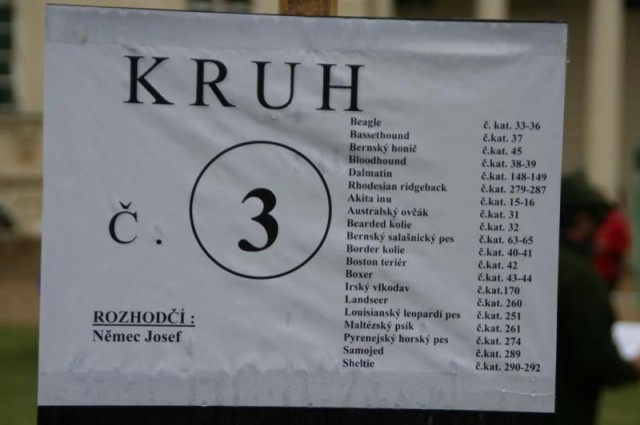 KRUH
Č. 3
ROZHODČÍ :
Němec Josef
Beagle č. kat. 33-36
Bassethound č.kat. 37
Bernský honič č.kat. 45
Bloodhound č.kat. 38-39
Dalmatin č.kat. 148-149
Rhodesian ridgeback č.kat. 279-287
Akita inu č.kat. 15-16
Australský ovčák č.kat. 31
Bearded kolie č.kat. 32
Bernský salašnický pes č.kat. 63-65
Border kolie č.kat. 40-41
Boston teriér č.kat. 42
Boxer č.kat. 43-44
Irský vlkodav č.kat.170
Landseer č.kat. 260
Louisianský leopardí pes č.kat. 251
Maltézský psík č.kat. 261
Pyrenejský horský pes č.kat. 274
Samojed č.kat. 289
Sheltie č.kat. 290-292